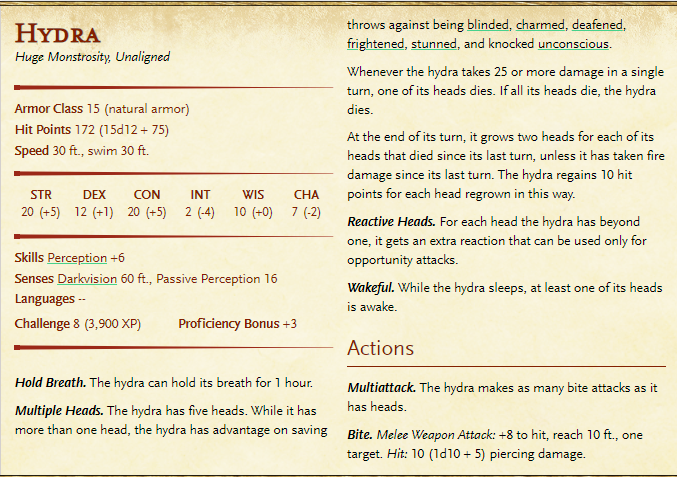 Hydra
Huge Monstrosity, Unaligned
Armor Class 15 (natural armor)
Hit Points 172 (15d12 + 75)
Speed 30 ft., swim 30 ft.
STR DEX CON INT WIS CHA
20 (+5) 12 (+1) 20 (+5) 2 (-4) 10 (+0) 7 (-2)
Skills Perception +6
Senses Darkvision 60 ft., Passive Perception 16
Languages --
Challenge 8 (3,900 XP) Proficiency Bonus +3
Hold Breath. The hydra can hold its breath for 1 hour.
Multiple Heads. The hydra has five heads. While it has
more than one head, the hydra has advantage on saving
throws against being blinded, charmed, deafened,
frightened, stunned, and knocked unconscious.
Whenever the hydra takes 25 or more damage in a single
turn, one of its heads dies. If all its heads die, the hydra
dies.
At the end of its turn, it grows two heads for each of its
heads that died since its last turn, unless it has taken fire
damage since its last turn. The hydra regains 10 hit
points for each head regrown in this way.
Reactive Heads. For each head the hydra has beyond
one, it gets an extra reaction that can be used only for
opportunity attacks.
Wakeful. While the hydra sleeps, at least one of its heads
is awake.
Actions
Multiattack. The hydra makes as many bite attacks as it
has heads.
Bite. Melee Weapon Attack: +8 to hit, reach 10 ft., one
target. Hit: 10 (1d10 + 5) piercing damage.